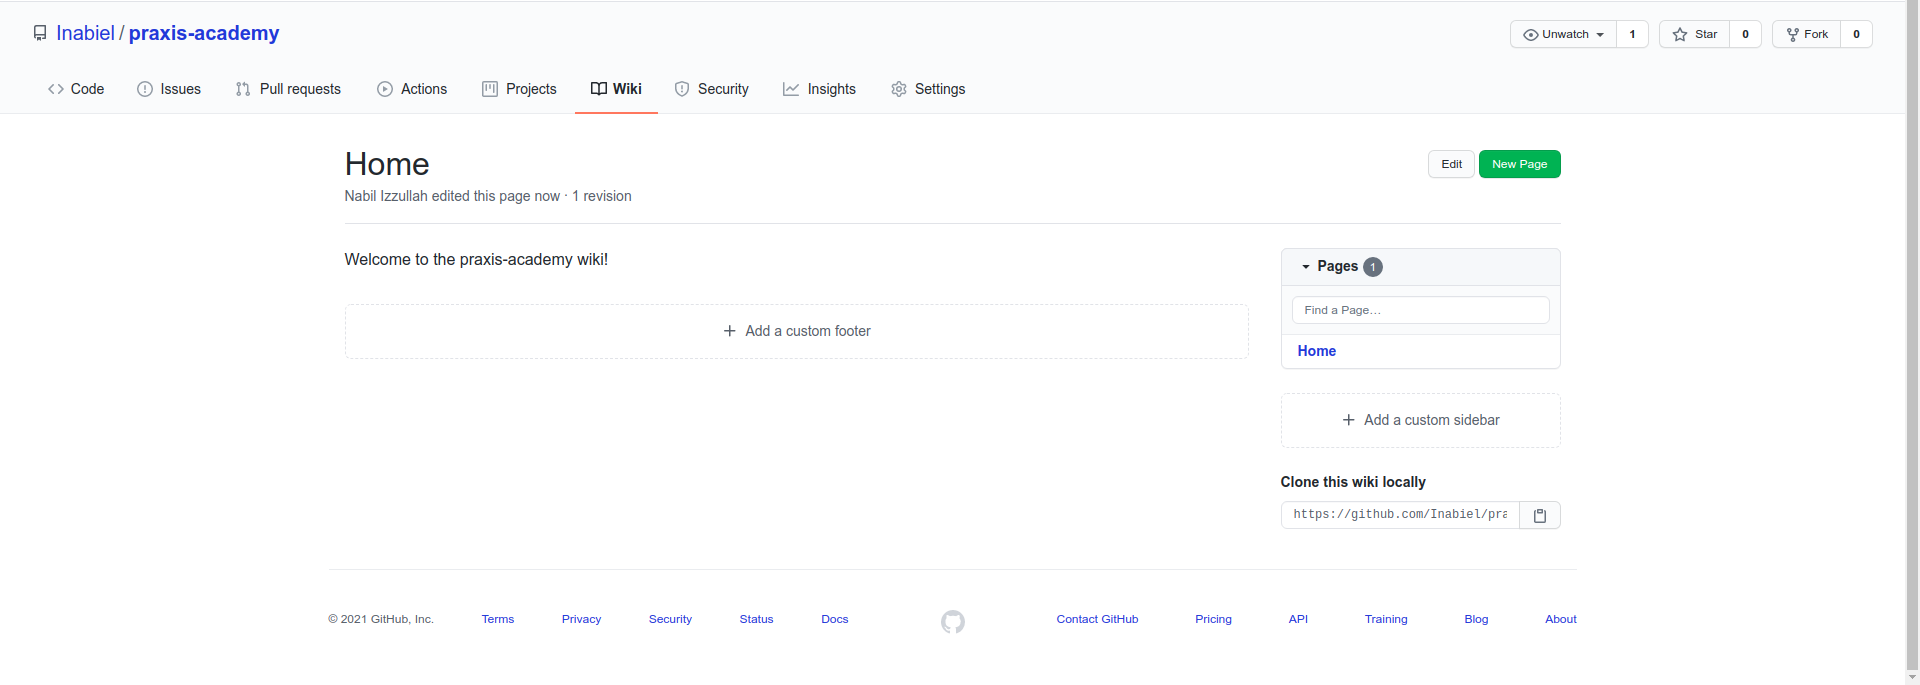 Inabiel / praxis-academy
Unwatch 1 Star 0 Fork 0
Code Issues Pull requests Actions Projects Wiki Security Insights Settings
Home
Edit New Page
Nabil Izzullah edited this page now · 1 revision
Welcome to the praxis-academy wiki!
Add a custom footer
Pages 1
Find a Page…
Home
Add a custom sidebar
Clone this wiki locally
https://github.com/Inabiel/pra
© 2021 GitHub, Inc. Terms Privacy Security Status Docs Contact GitHub Pricing API Training Blog About